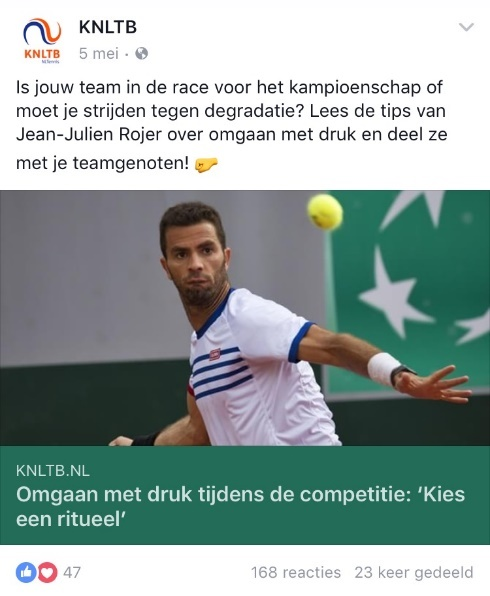 KNLTB
KNLTB
5 mei ·
Is jouw team in de race voor het kampioenschap of
moet je strijden tegen degradatie? Lees de tips van
Jean-Julien Rojer over omgaan met druk en deel ze
met je teamgenoten!
KNLTB.NL
Omgaan met druk tijdens de competitie: ‘Kies
een ritueel’
47
168 reacties 23 keer gedeeld